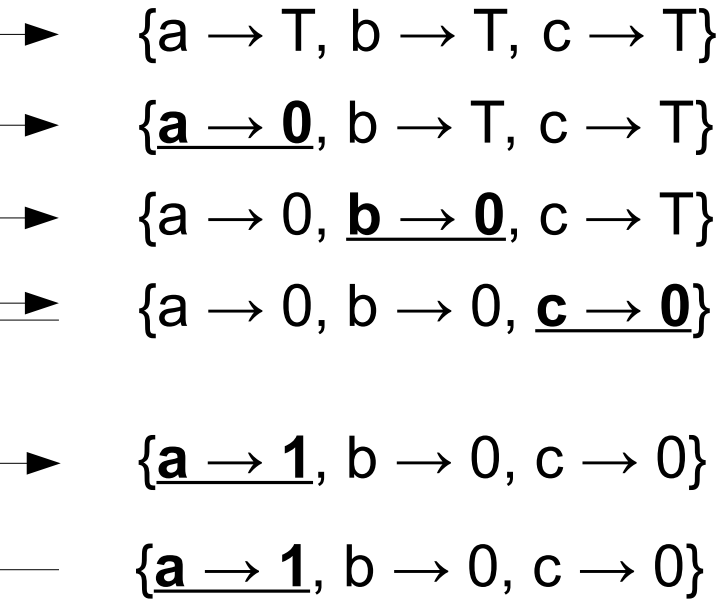 {a → T, b → T, c → T}
{a → 0, b → T, c → T}
{a → 0, b → 0, c → T}
{a → 0, b → 0, c → 0}
{a → 1, b → 0, c → 0}
{a → 1, b → 0, c → 0}